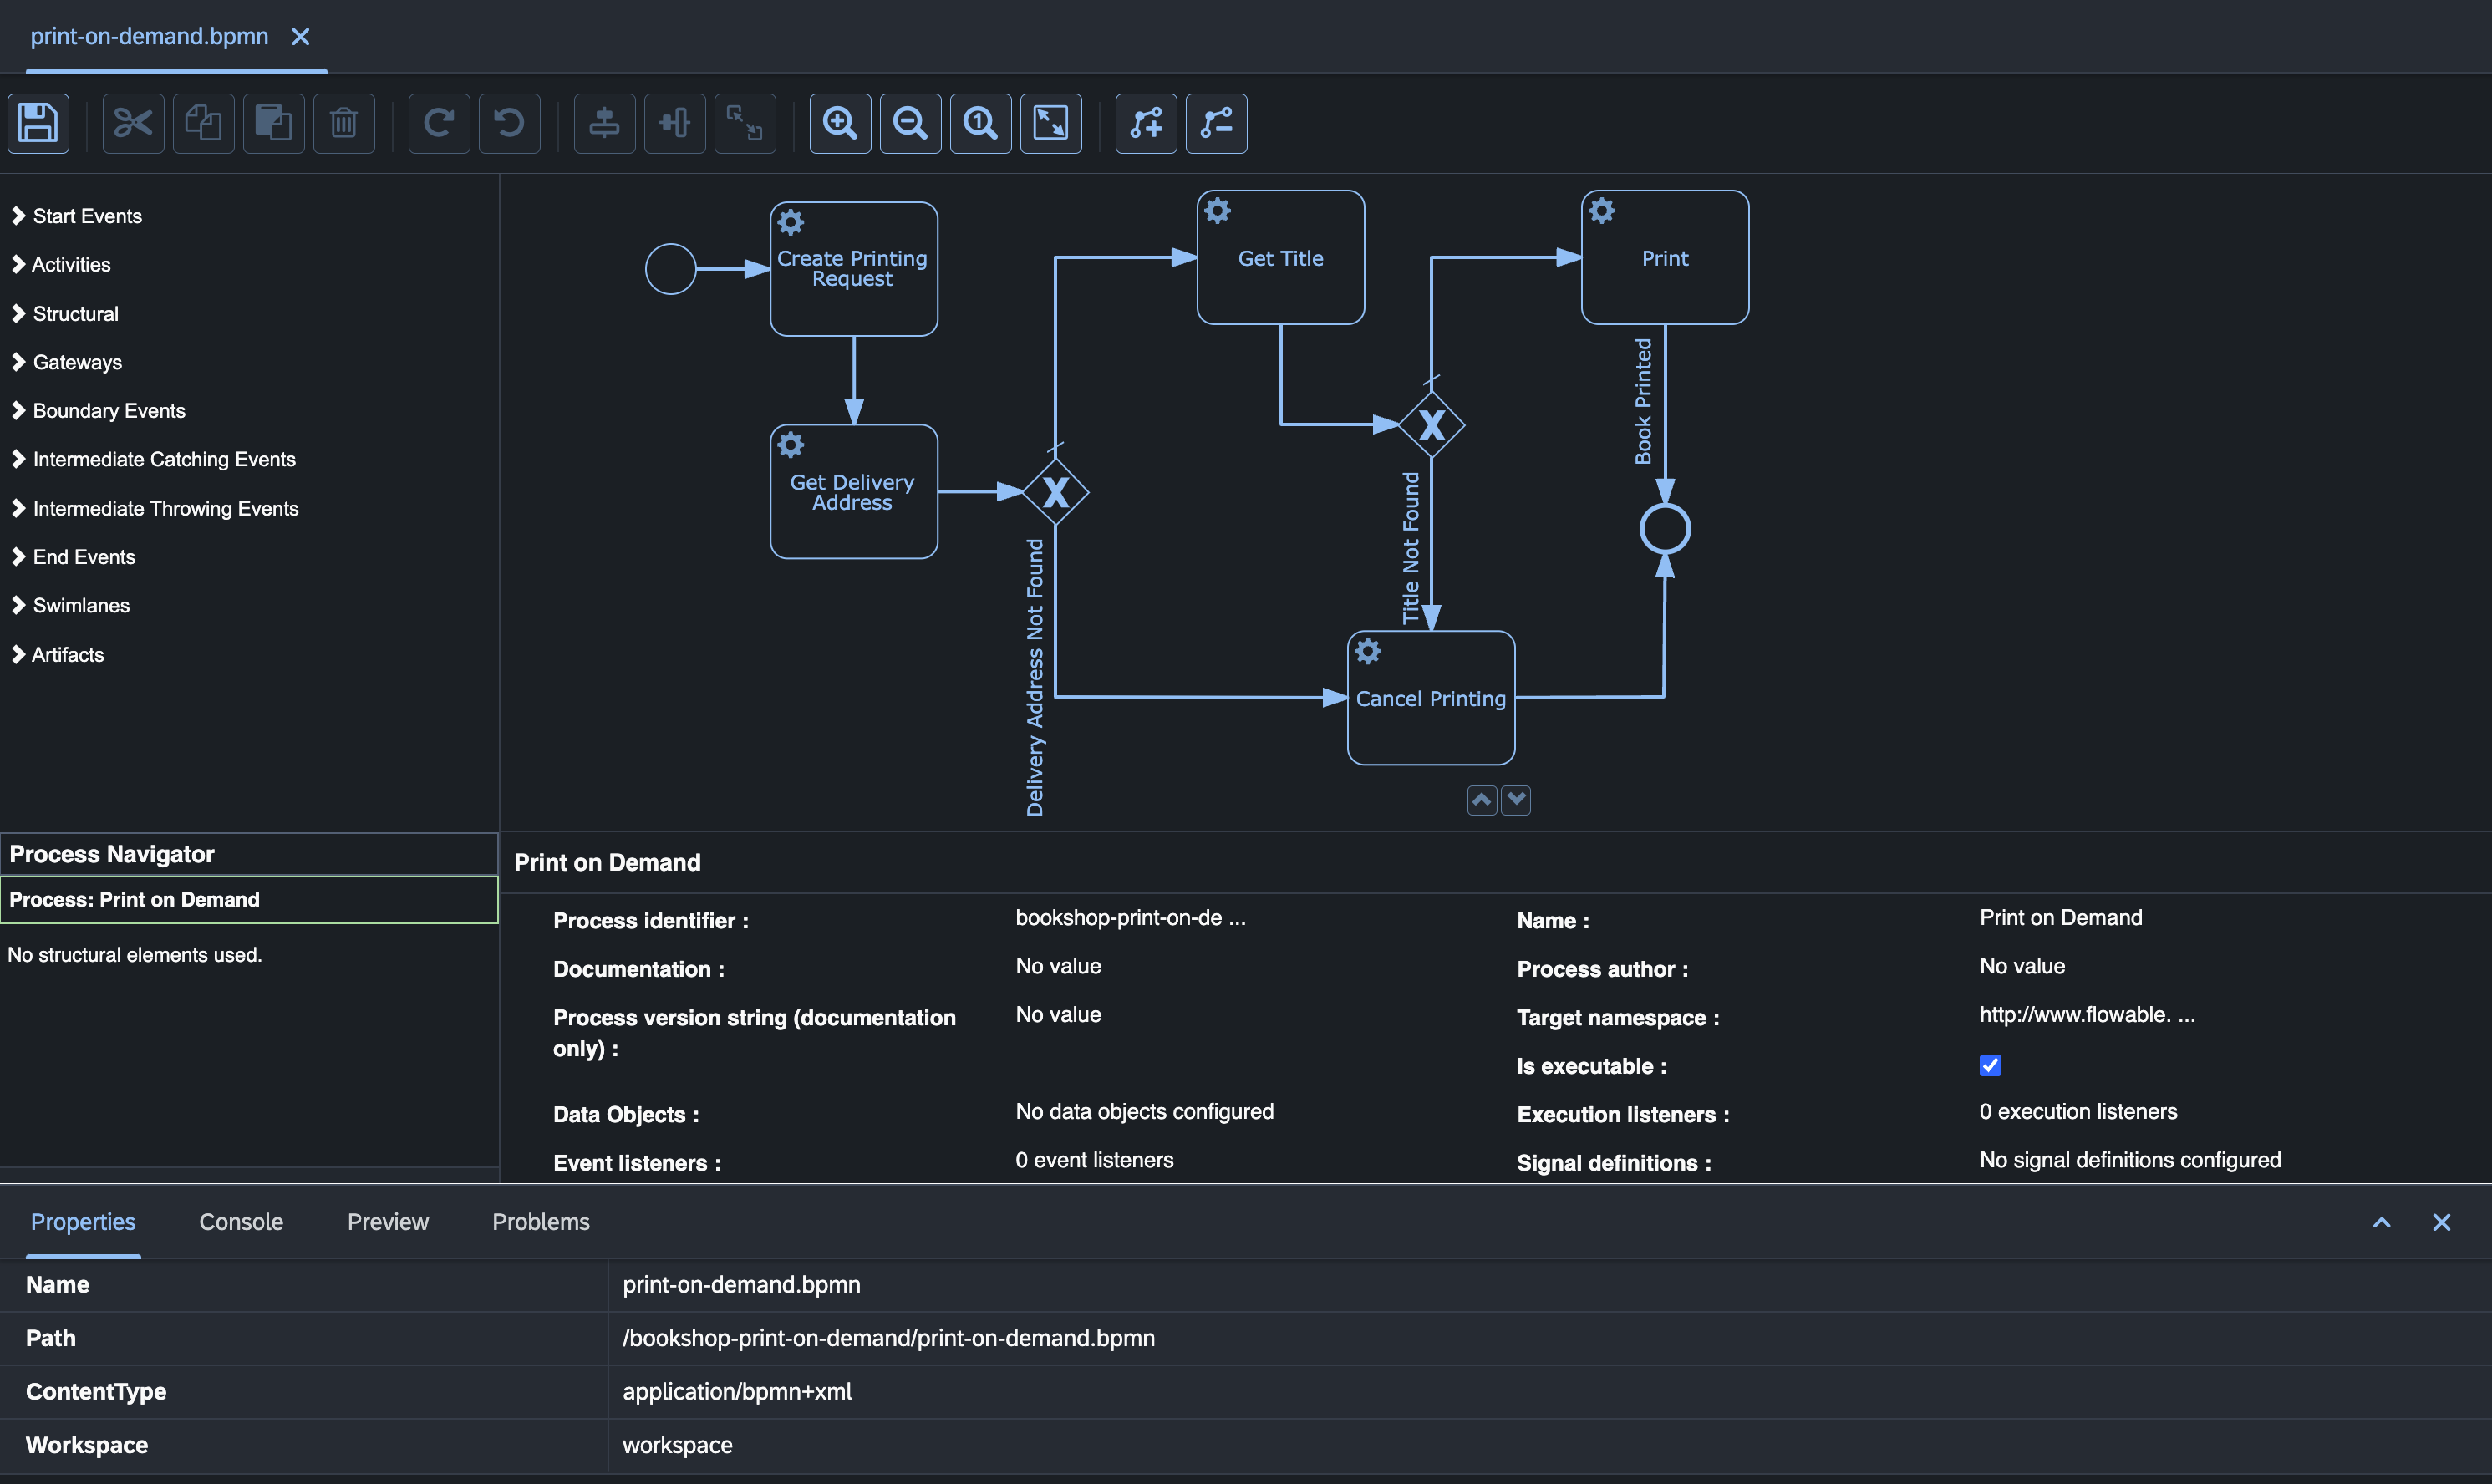 print-on-demand.bpmn
Start Events
Activities
Structural
Gateways
Boundary Events
Intermediate Catching Events
Intermediate Throwing Events
End Events
Swimlanes
Artifacts
Create Printing
Request
Get Title
Print
Get Delivery
Address
X
X
Book Printed
Title Not Found
Delivery Address Not Found
Cancel Printing
Process Navigator
Process: Print on Demand
No structural elements used.
Print on Demand
Process identifier :
bookshop-print-on-de ...
Name :
Print on Demand
Documentation :
No value
Process author :
No value
Process version string (documentation
only) :
No value
Target namespace :
http://www.flowable. ...
Is executable :
Data Objects :
No data objects configured
Execution listeners :
0 execution listeners
Event listeners :
0 event listeners
Signal definitions :
No signal definitions configured
Properties
Console
Preview
Problems
Name
print-on-demand.bpmn
Path
/bookshop-print-on-demand/print-on-demand.bpmn
ContentType
application/bpmn+xml
Workspace
workspace